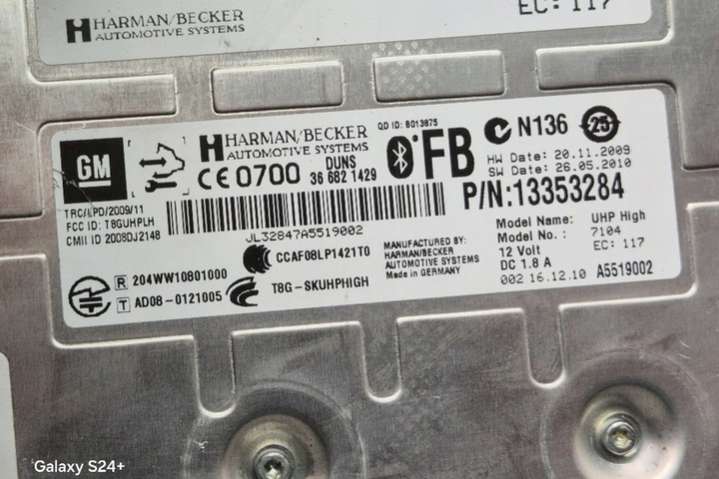 HARMAN/BECKER
AUTOMOTIVE SYSTEMS
EC: 117
GM
HARMAN/BECKER
AUTOMOTIVE SYSTEMS
QD ID: B013875
FB
N136
25
HW Date: 20.11.2009
SW Date: 26.05.2010
CE 0700
DUNS
36 682 1429
P/N:13353284
TRC/LPD/2009/11
FCC ID: T8GUHPLH
CMII ID 2008DJ2148
JL32847A5519002
Model Name: UHP High
Model No.: 7104
12 Volt EC: 117
DC 1.8 A
002 16.12.10 A5519002
CCAF08LP1421T0
MANUFACTURED BY:
HARMAN/BECKER
AUTOMOTIVE SYSTEMS
Made in GERMANY
R 204WW10801000
T AD08-0121005
T8G-SKUHPHIGH
Galaxy S24+